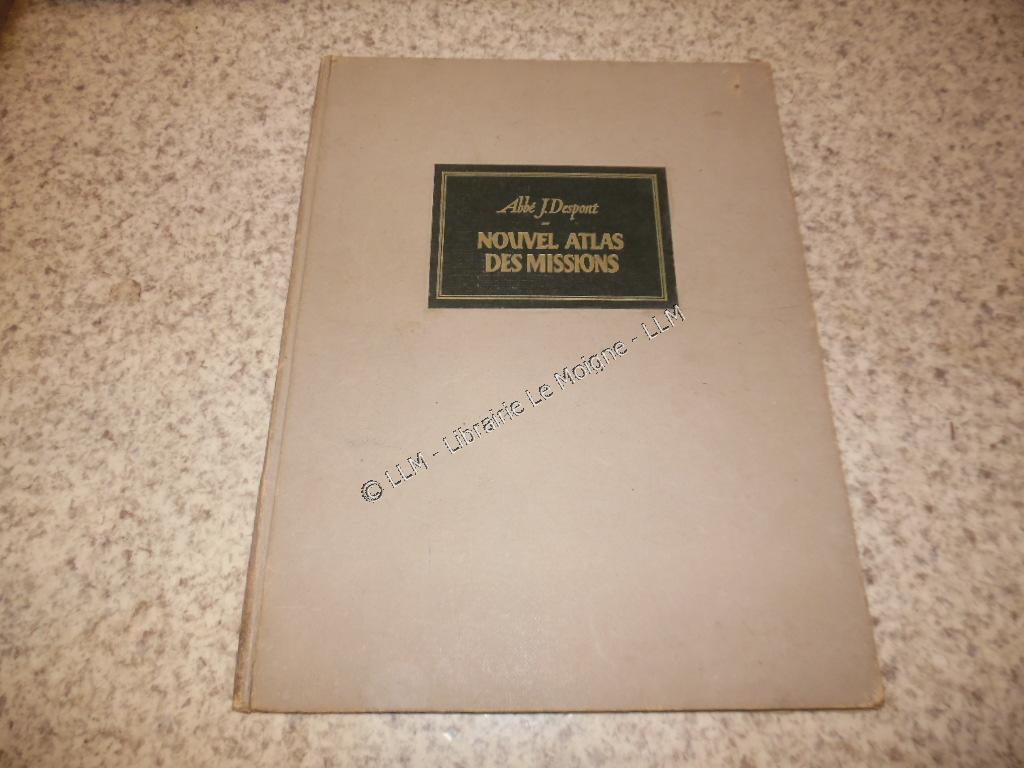 Abbé J. Despont
NOUVEL ATLAS
DES MISSIONS
© LLM - Librairie Le Moigne - LLM